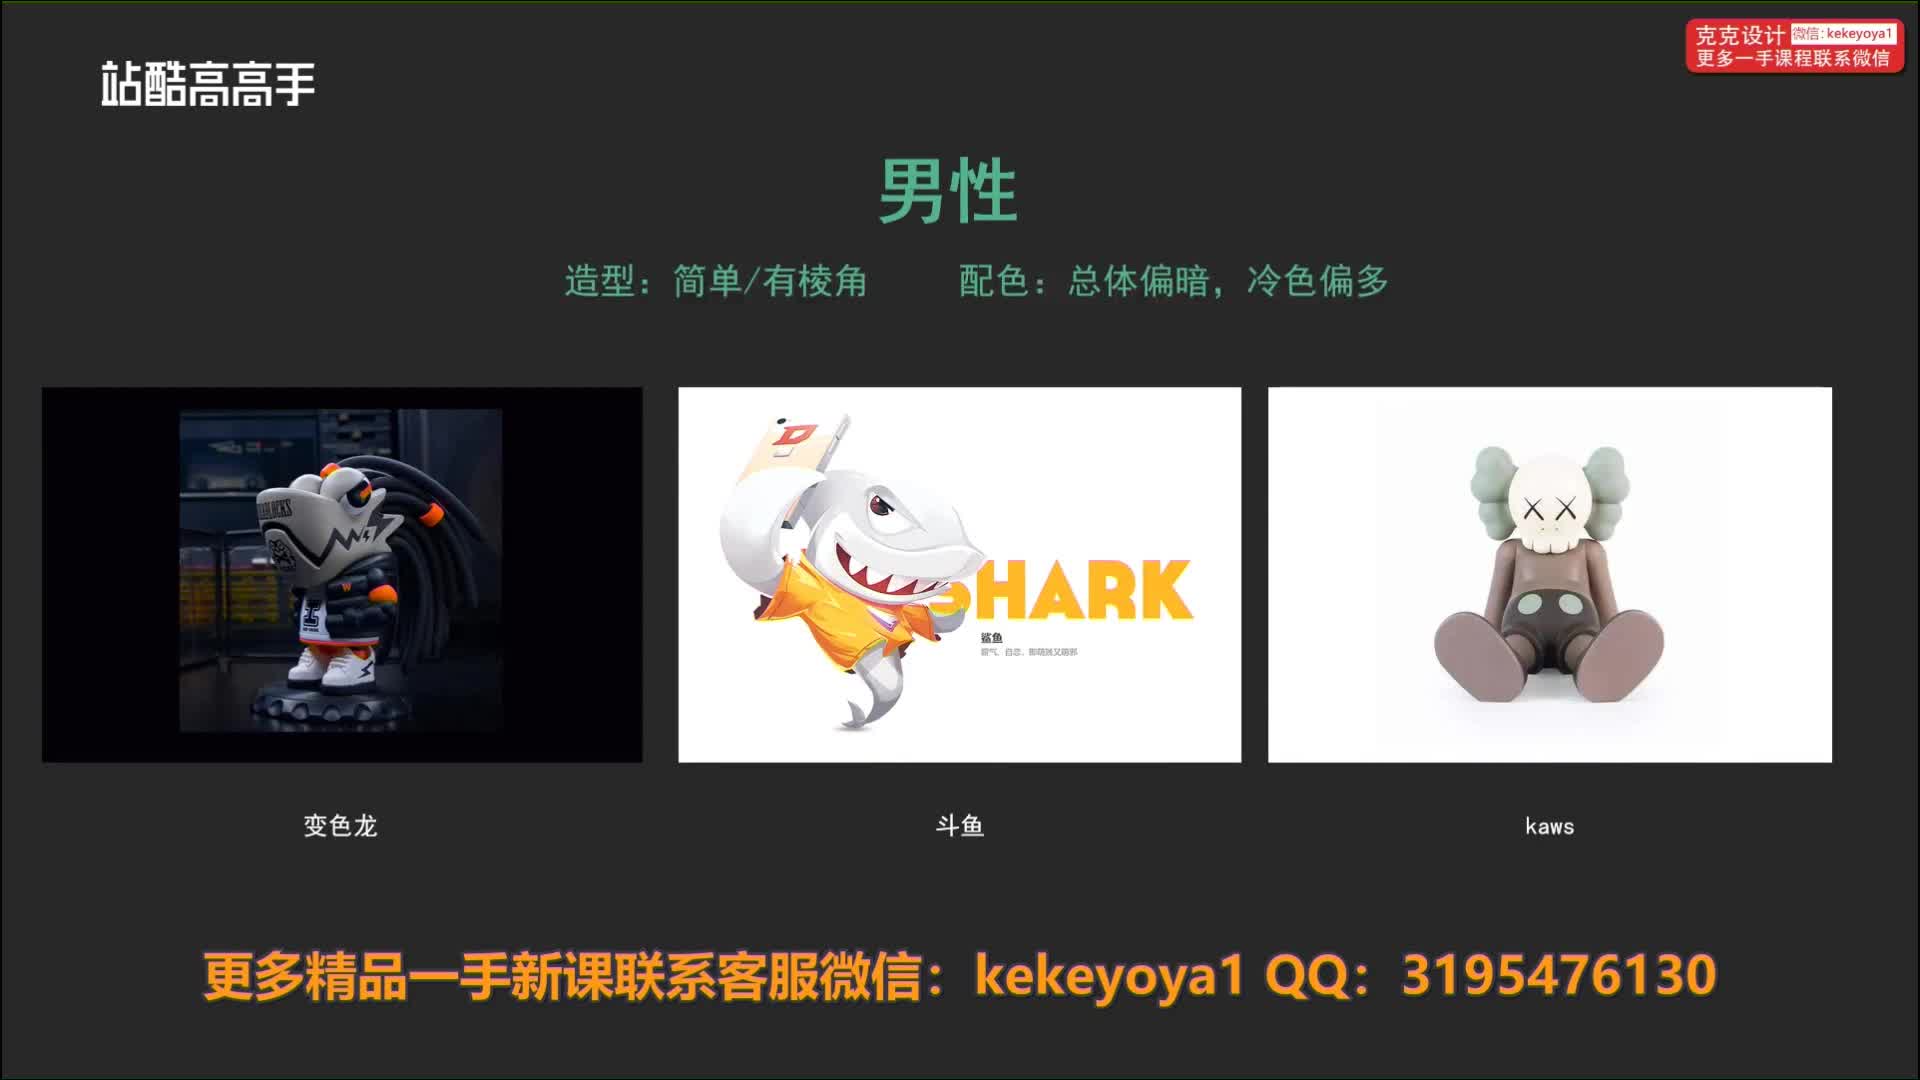 克克设计 微信：kekeyoya1
更多一手课程联系微信
站酷高高手
男性
造型：简单/有棱角 配色：总体偏暗，冷色偏多
D
SHARK
鲨鱼
变色龙 斗鱼 kaws
更多精品一手新课联系客服微信：kekeyoya1 QQ：3195476130